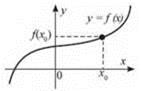 y
y = f (x)
f(x₀)
0
x₀
x